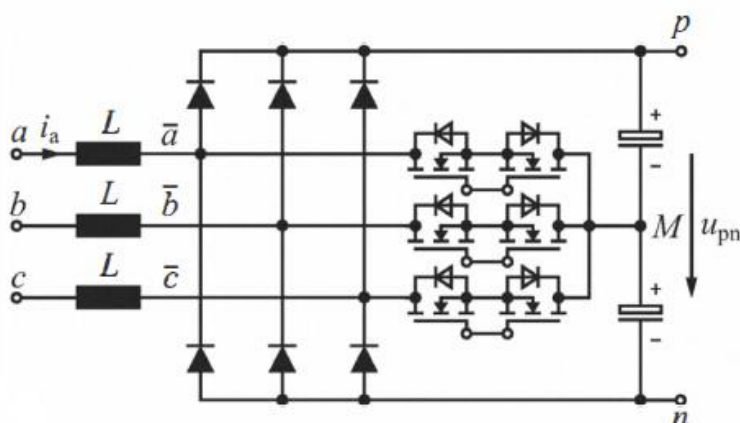 p
a i_a L a̅
+
-
b L b̅
M u_pn
c L c̅
+
-
n